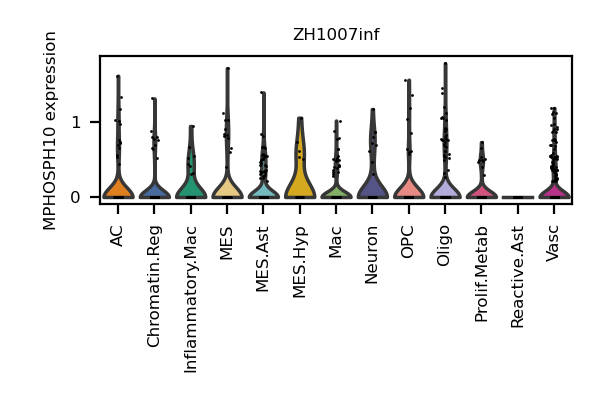 ZH1007inf
MPHOSPH10 expression
1
0
AC
Chromatin.Reg
Inflammatory.Mac
MES
MES.Ast
MES.Hyp
Mac
Neuron
OPC
Oligo
Prolif.Metab
Reactive.Ast
Vasc